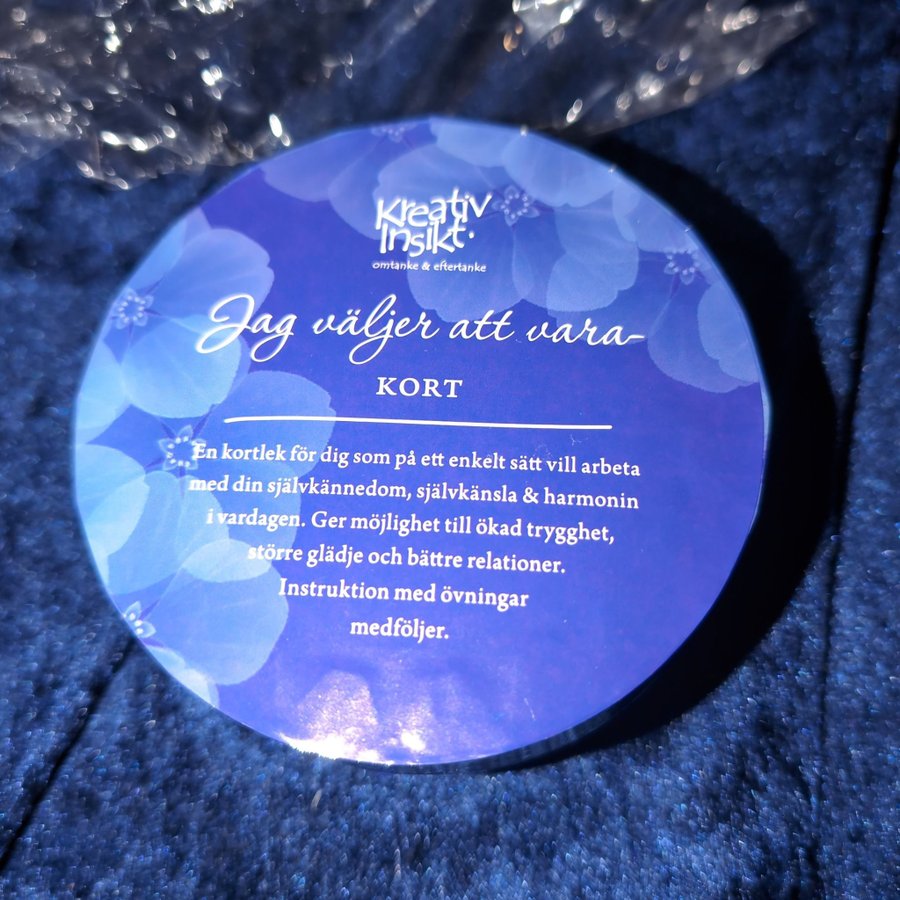 Kreativ
Insikt.
omtanke & eftertanke
Jag väljer att vara-
KORT
En kortlek för dig som på ett enkelt sätt vill arbeta
med din självkännedom, självkänsla & harmonin
i vardagen. Ger möjlighet till ökad trygghet,
större glädje och bättre relationer.
Instruktion med övningar
medföljer.